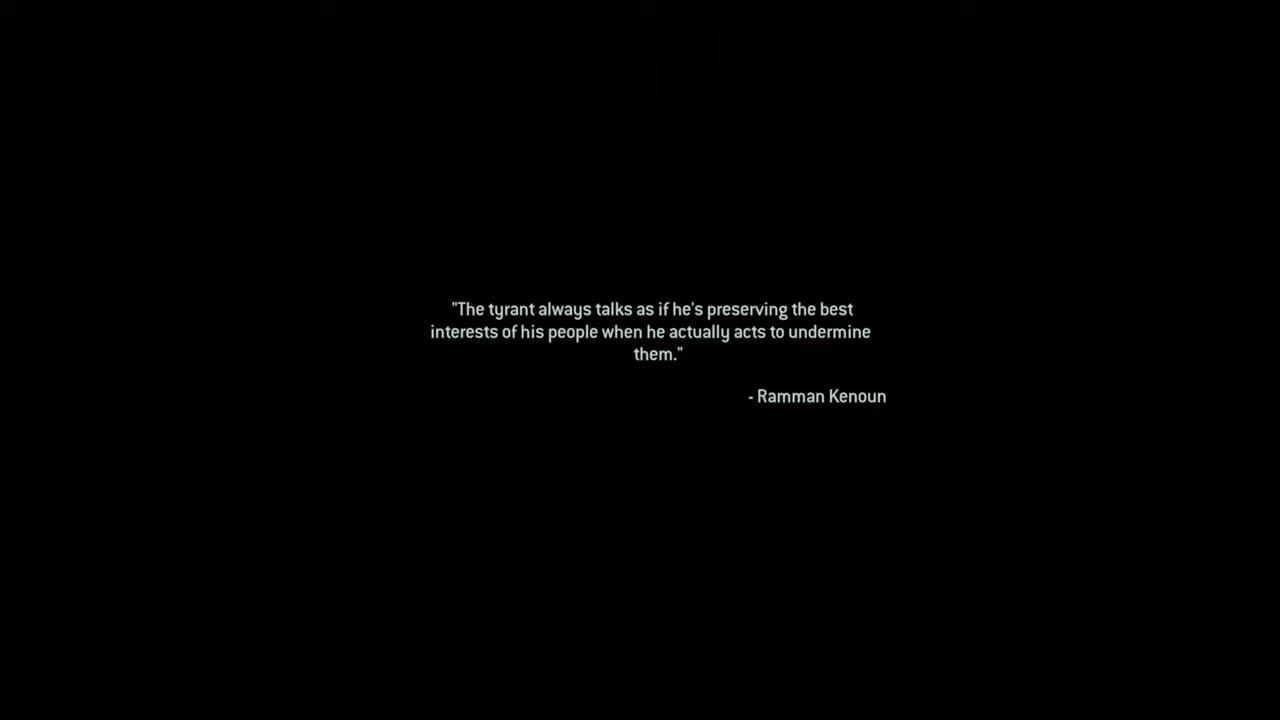 "The tyrant always talks as if he's preserving the best
interests of his people when he actually acts to undermine
them."
- Ramman Kenoun